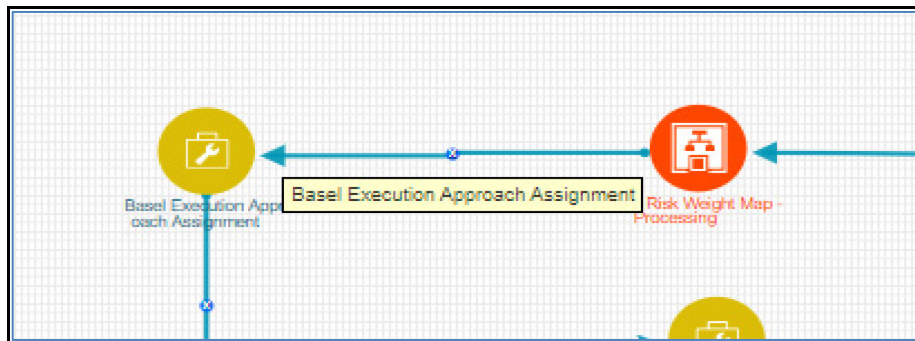 Basel Execution Appr
oach Assignment
Basel Execution Approach Assignment
Risk Weight Map -
Processing